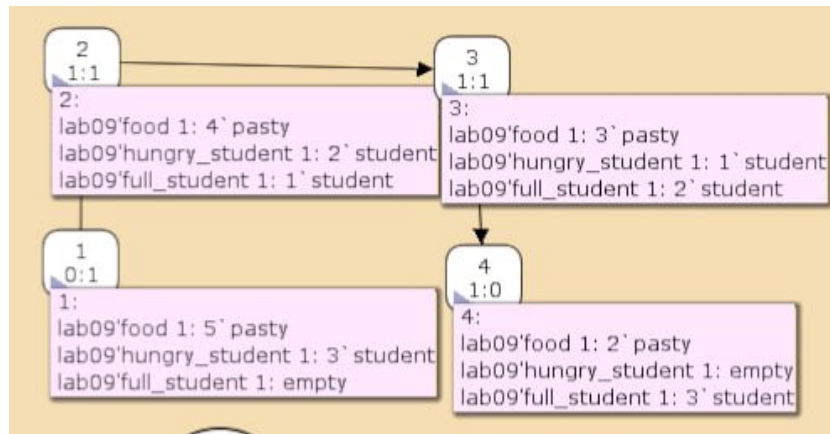 2
1:1
2:
lab09'food 1: 4`pasty
lab09'hungry_student 1: 2`student
lab09'full_student 1: 1`student
3
1:1
3:
lab09'food 1: 3`pasty
lab09'hungry_student 1: 1`student
lab09'full_student 1: 2`student
1
0:1
1:
lab09'food 1: 5`pasty
lab09'hungry_student 1: 3`student
lab09'full_student 1: empty
4
1:0
4:
lab09'food 1: 2`pasty
lab09'hungry_student 1: empty
lab09'full_student 1: 3`student